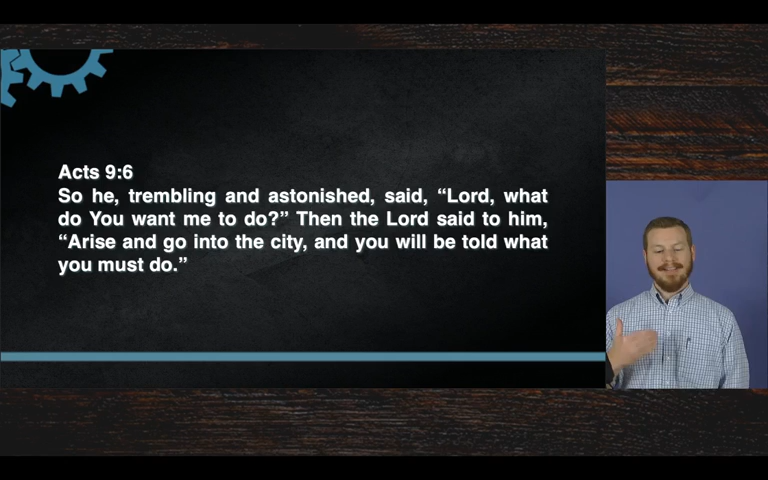 Acts 9:6
So he, trembling and astonished, said, “Lord, what
do You want me to do?” Then the Lord said to him,
“Arise and go into the city, and you will be told what
you must do.”